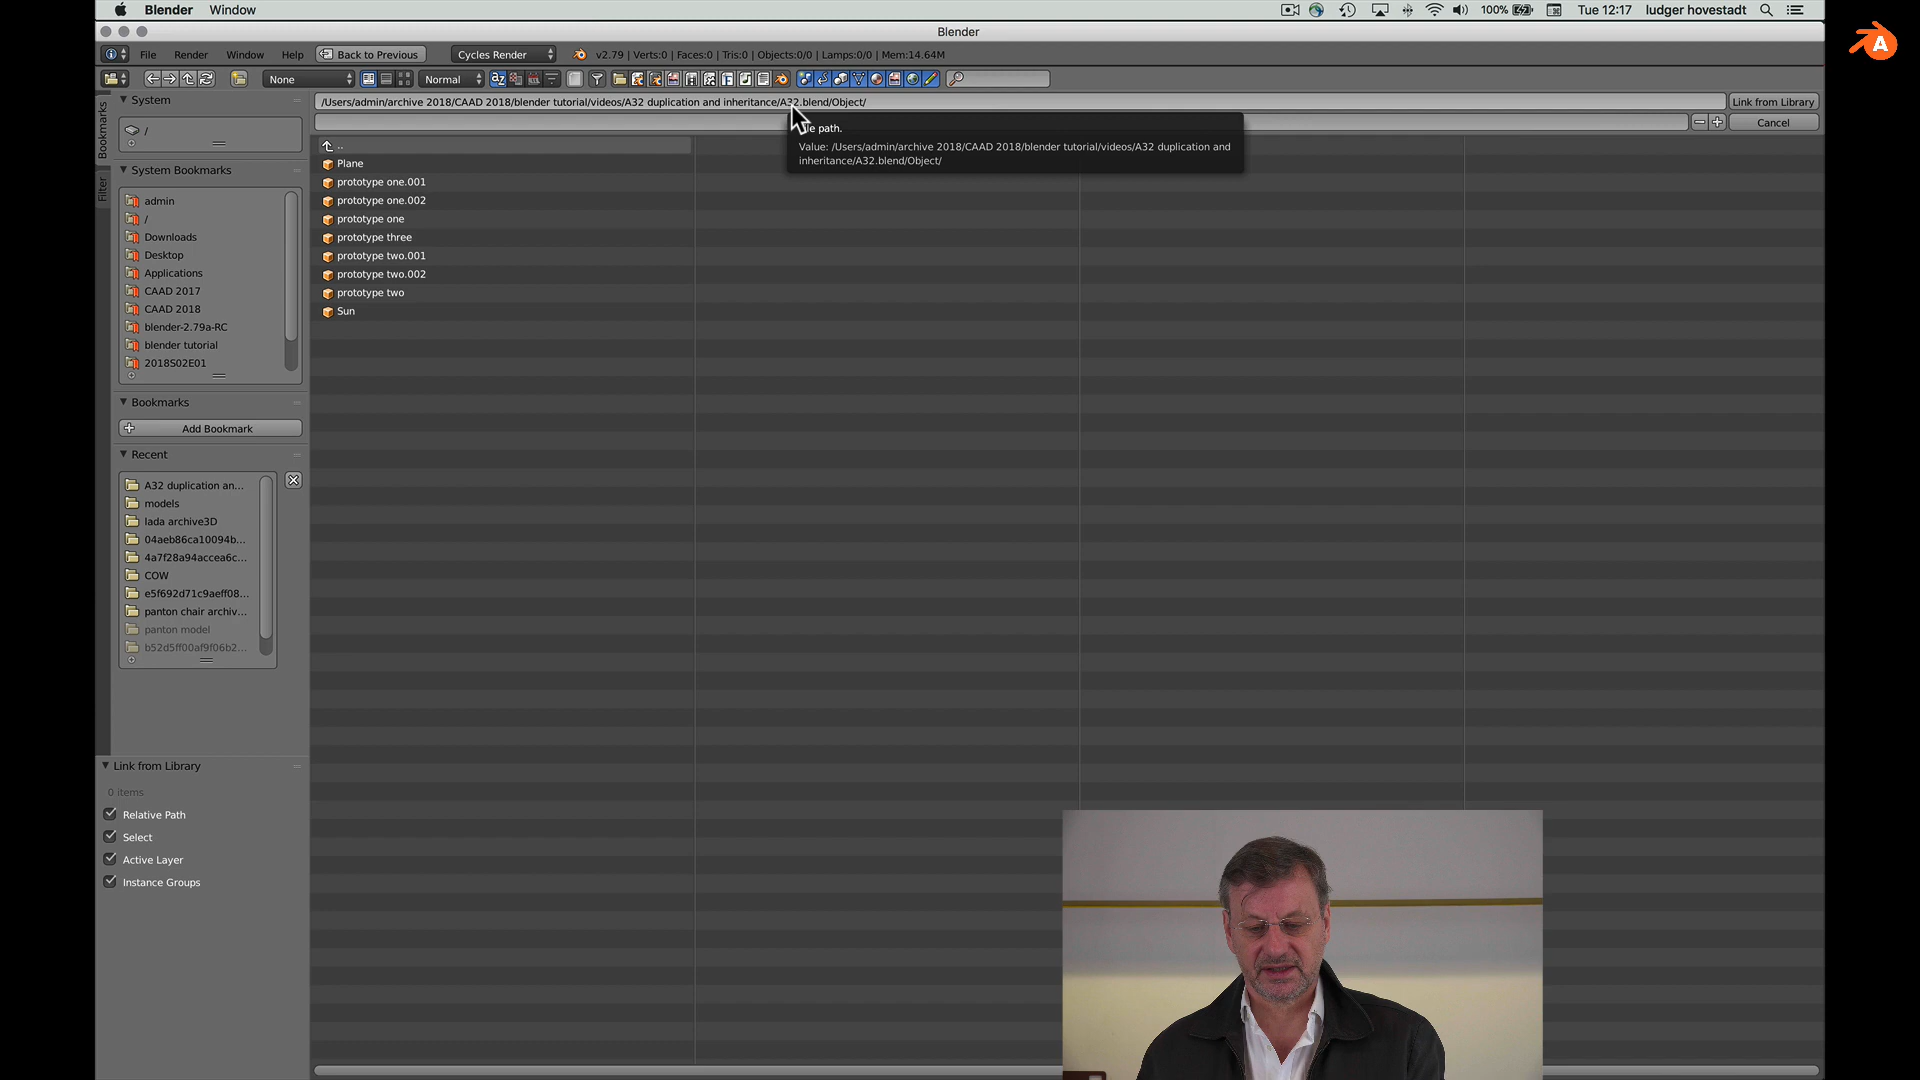 Blender Window 100% Tue 12:17 ludger hovestadt
Blender
File Render Window Help Back to Previous Cycles Render v2.79 | Verts:0 | Faces:0 | Tris:0 | Objects:0/0 | Lamps:0/0 | Mem:14.64M
None Normal
Bookmarks
Filter
System
/
System Bookmarks
admin
/
Downloads
Desktop
Applications
CAAD 2017
CAAD 2018
blender-2.79a-RC
blender tutorial
2018S02E01
Bookmarks
Add Bookmark
Recent
A32 duplication an...
models
lada archive3D
04aeb86ca10094b...
4a7f28a94accea6c...
COW
e5f692d71c9aeff08...
panton chair archiv...
panton model
b52d5ff00af9f06b2...
Link from Library
0 items
Relative Path
Select
Active Layer
Instance Groups
/Users/admin/archive 2018/CAAD 2018/blender tutorial/videos/A32 duplication and inheritance/A32.blend/Object/
Link from Library
Cancel
path.
Value: /Users/admin/archive 2018/CAAD 2018/blender tutorial/videos/A32 duplication and
inheritance/A32.blend/Object/
..
Plane
prototype one.001
prototype one.002
prototype one
prototype three
prototype two.001
prototype two.002
prototype two
Sun
A